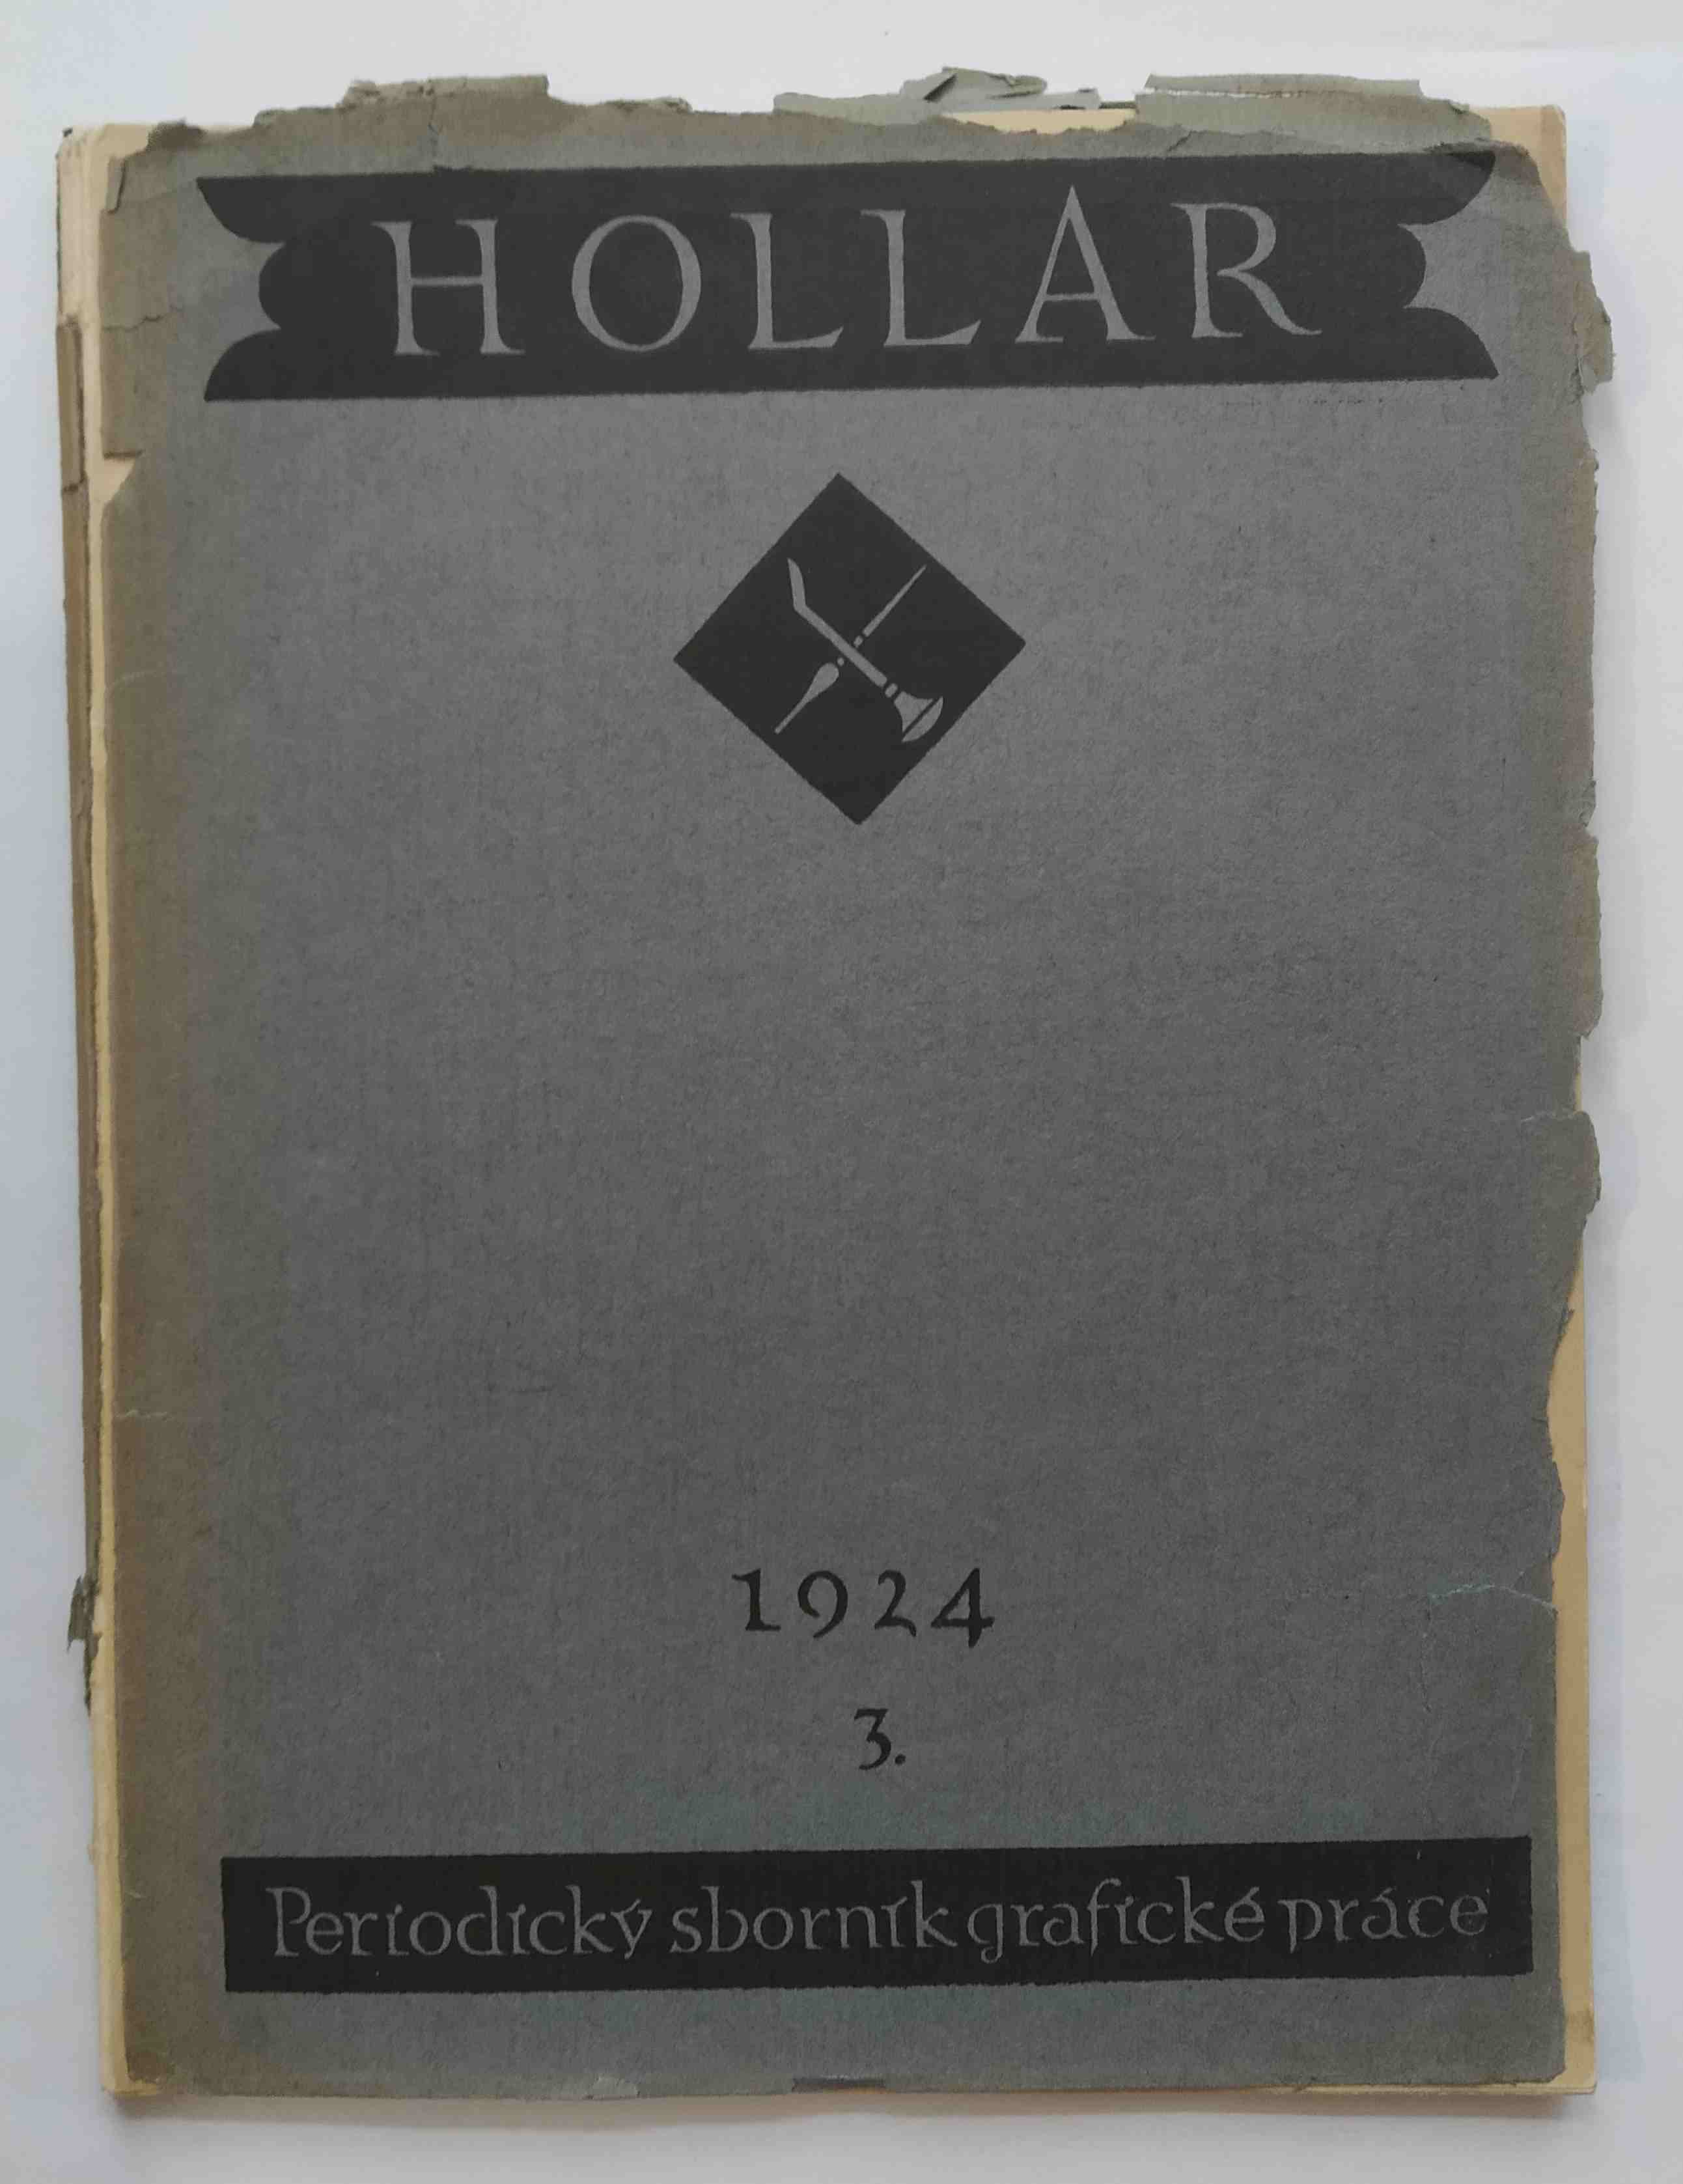 HOLLAR
1924
3.
Periodický sborník grafické práce